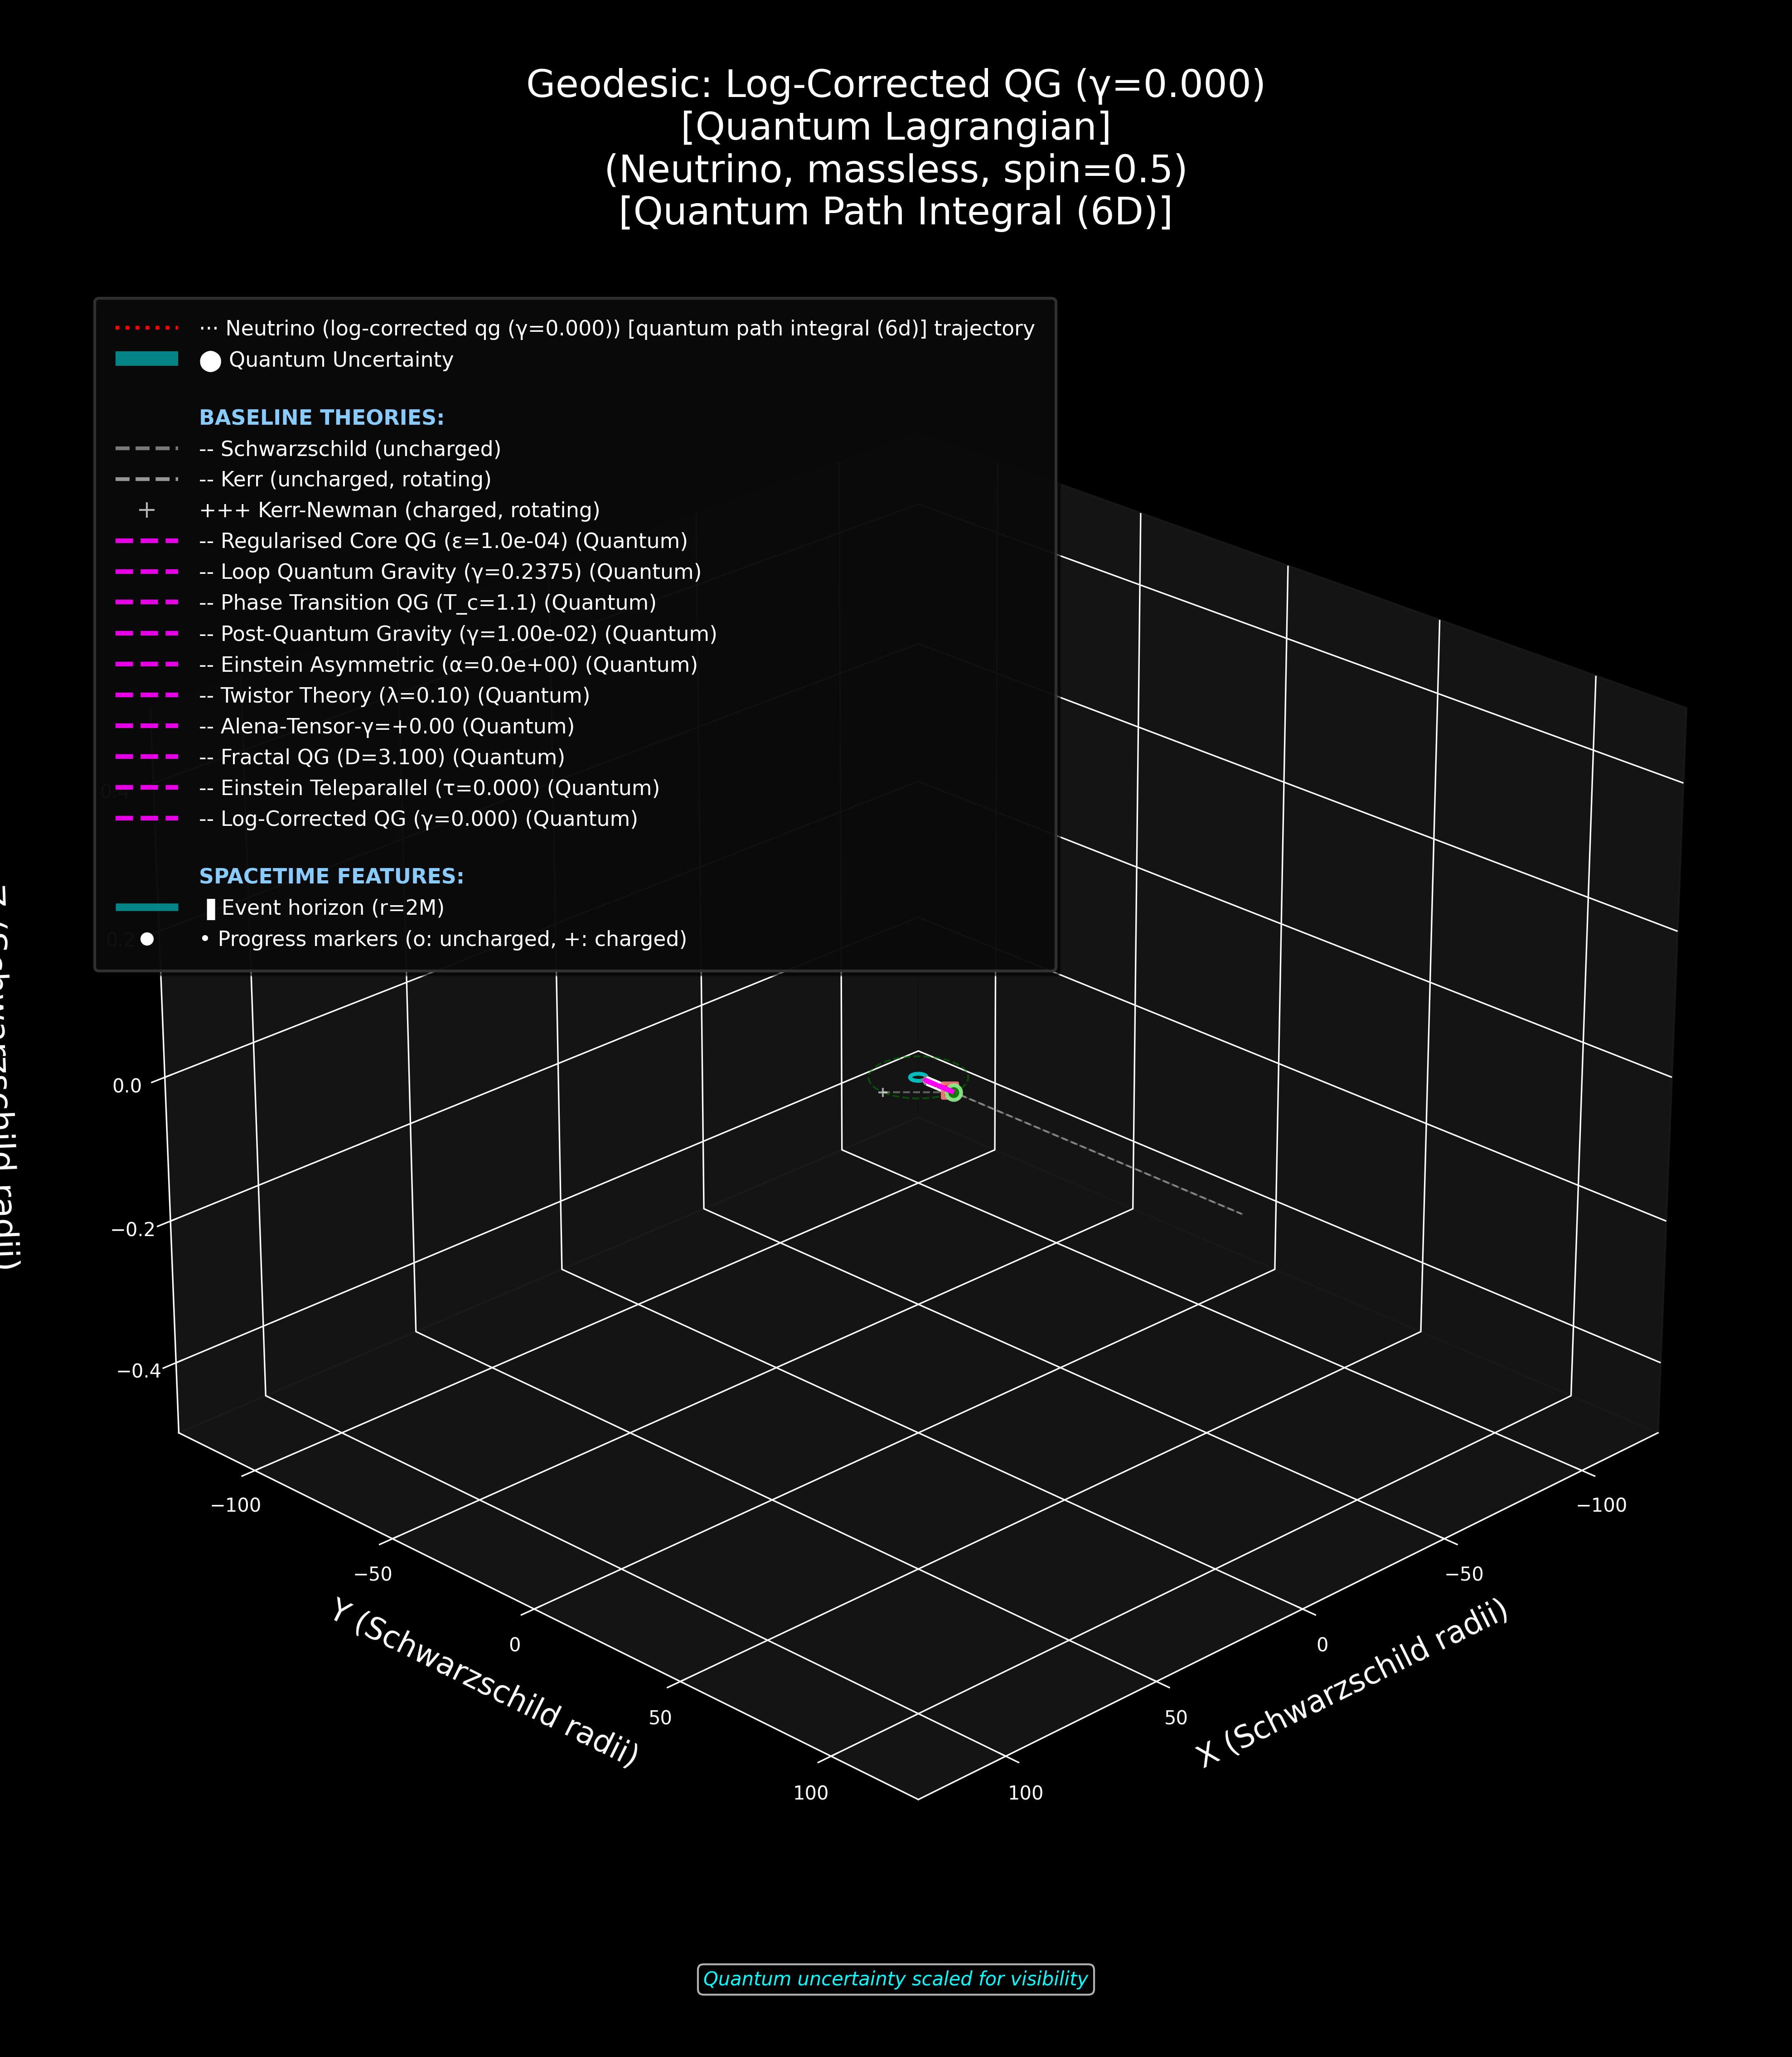 Geodesic: Log-Corrected QG (γ=0.000)
[Quantum Lagrangian]
(Neutrino, massless, spin=0.5)
[Quantum Path Integral (6D)]
··· Neutrino (log-corrected qg (γ=0.000)) [quantum path integral (6d)] trajectory
● Quantum Uncertainty
BASELINE THEORIES:
-- Schwarzschild (uncharged)
-- Kerr (uncharged, rotating)
+++ Kerr-Newman (charged, rotating)
-- Regularised Core QG (ε=1.0e-04) (Quantum)
-- Loop Quantum Gravity (γ=0.2375) (Quantum)
-- Phase Transition QG (T_c=1.1) (Quantum)
-- Post-Quantum Gravity (γ=1.00e-02) (Quantum)
-- Einstein Asymmetric (α=0.0e+00) (Quantum)
-- Twistor Theory (λ=0.10) (Quantum)
-- Alena-Tensor-γ=+0.00 (Quantum)
-- Fractal QG (D=3.100) (Quantum)
-- Einstein Teleparallel (τ=0.000) (Quantum)
-- Log-Corrected QG (γ=0.000) (Quantum)
SPACETIME FEATURES:
▌Event horizon (r=2M)
• Progress markers (o: uncharged, +: charged)
0.2
0.0
−0.2
−0.4
radii)
−100
−50
0
50
100
Y (Schwarzschild radii)
100
50
0
−50
−100
X (Schwarzschild radii)
Quantum uncertainty scaled for visibility